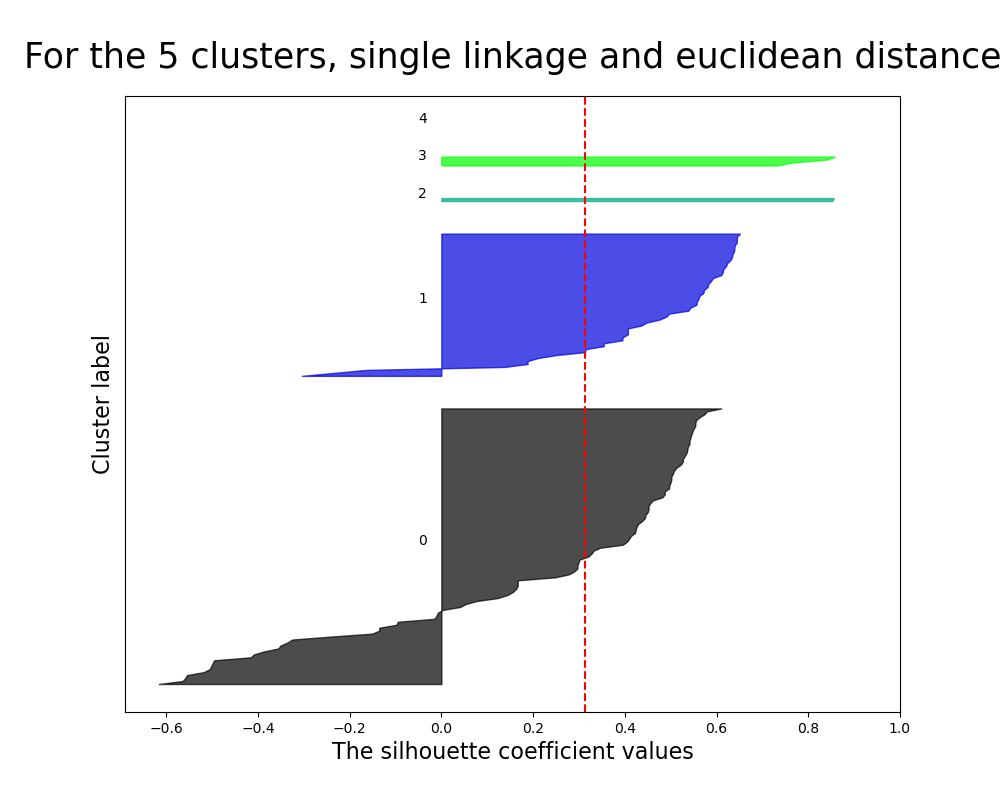 For the 5 clusters, single linkage and euclidean distance
4
3
2
1
0
Cluster label
−0.6 −0.4 −0.2 0.0 0.2 0.4 0.6 0.8 1.0
The silhouette coefficient values